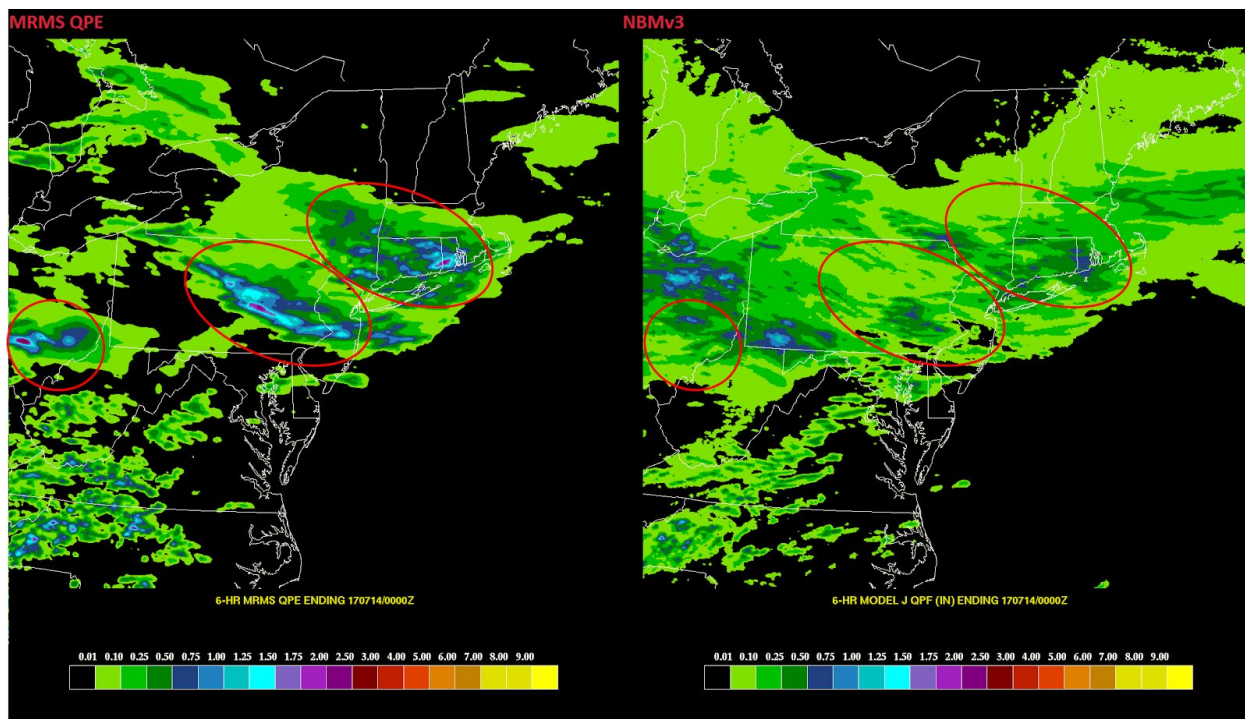 MRMS QPE
NBMv3
6-HR MRMS QPE ENDING 170714/0000Z
6-HR MODEL J QPF (IN) ENDING 170714/0000Z
0.01 0.10 0.25 0.50 0.75 1.00 1.25 1.50 1.75 2.00 2.50 3.00 4.00 5.00 6.00 7.00 8.00 9.00
0.01 0.10 0.25 0.50 0.75 1.00 1.25 1.50 1.75 2.00 2.50 3.00 4.00 5.00 6.00 7.00 8.00 9.00